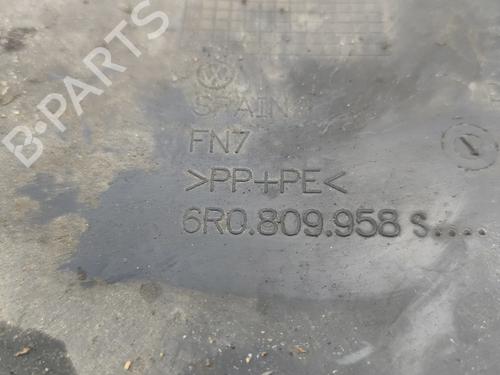 B-PARTS
SPAIN
FN7
>PP+PE<
6R0.809.958 S....